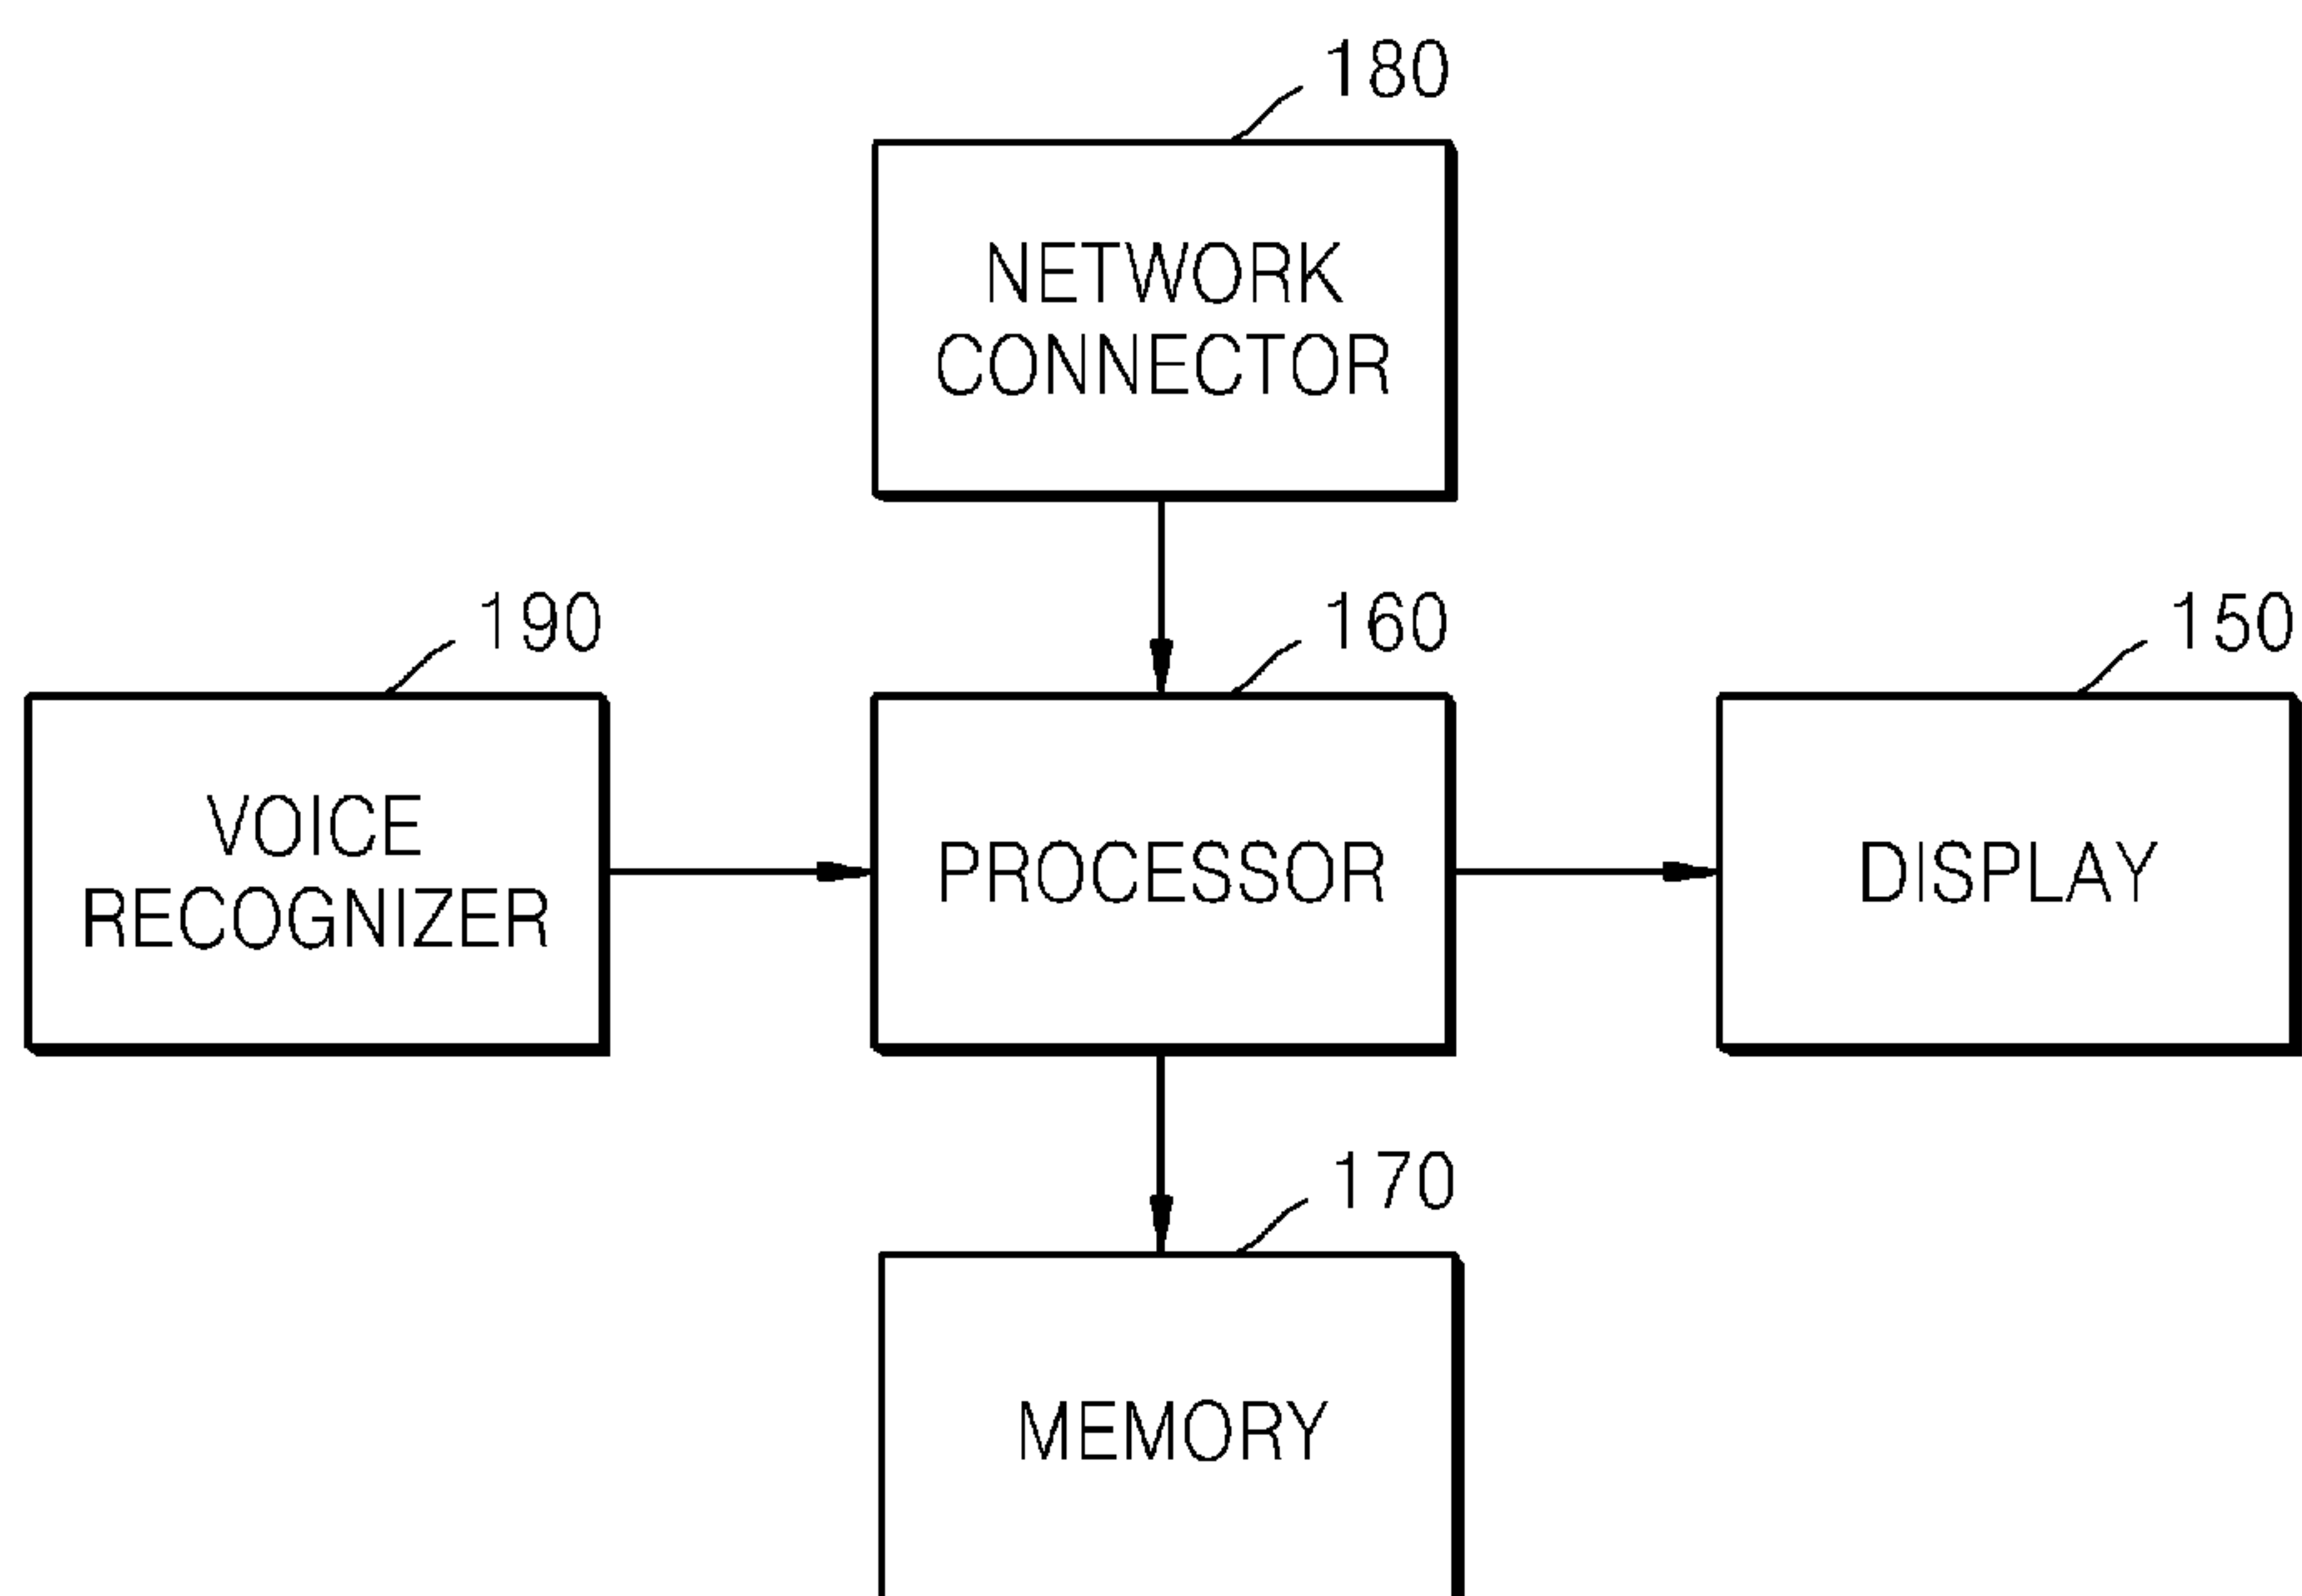 180
NETWORK
CONNECTOR
190
160
150
VOICE
RECOGNIZER
PROCESSOR
DISPLAY
170
MEMORY